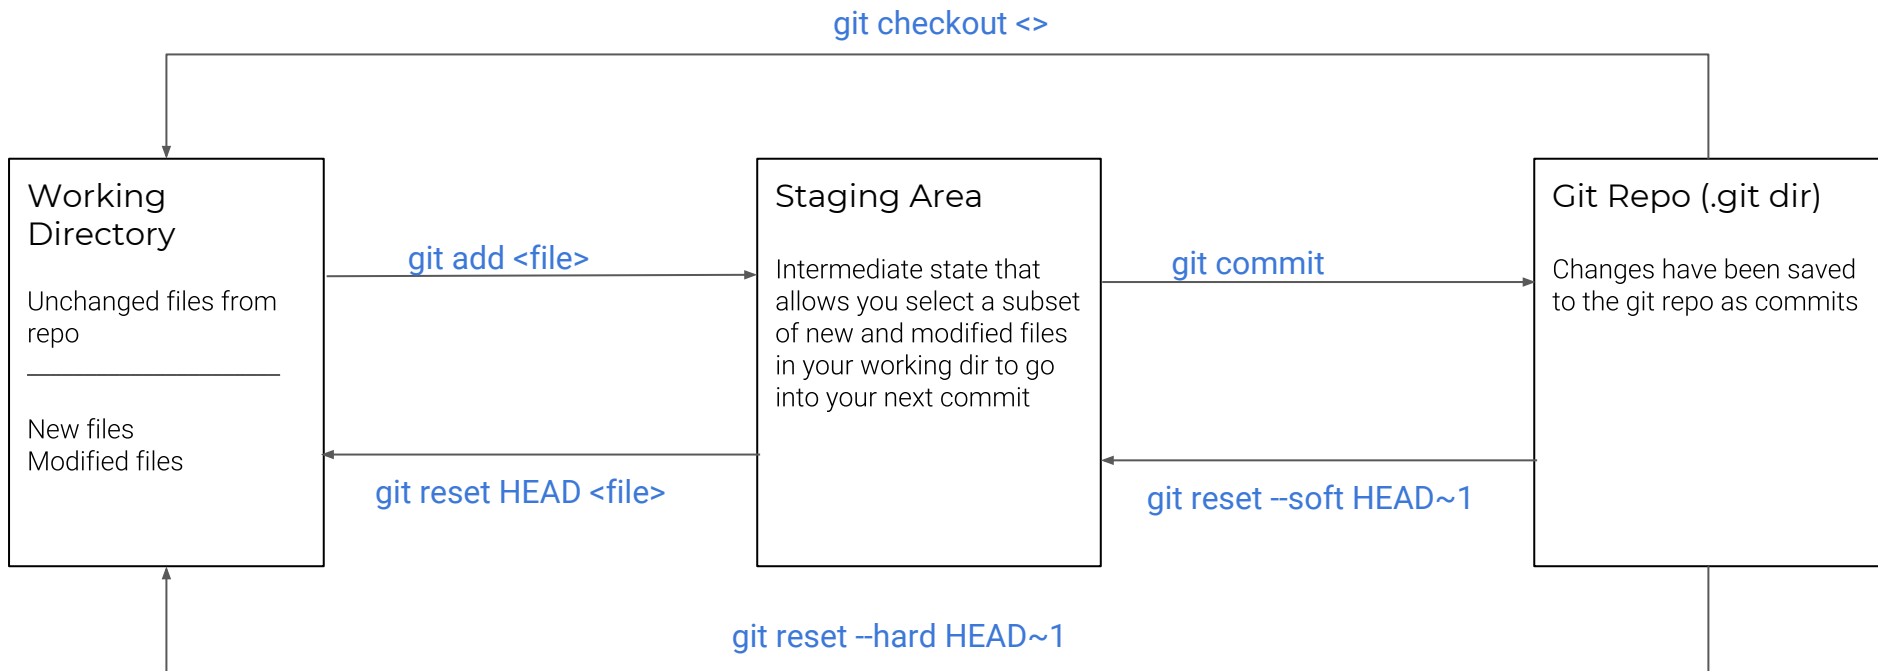 git checkout <>
Working
Directory
Unchanged files from
repo
New files
Modified files
git add <file>
git reset HEAD <file>
Staging Area
Intermediate state that
allows you select a subset
of new and modified files
in your working dir to go
into your next commit
git commit
git reset --soft HEAD~1
Git Repo (.git dir)
Changes have been saved
to the git repo as commits
git reset --hard HEAD~1